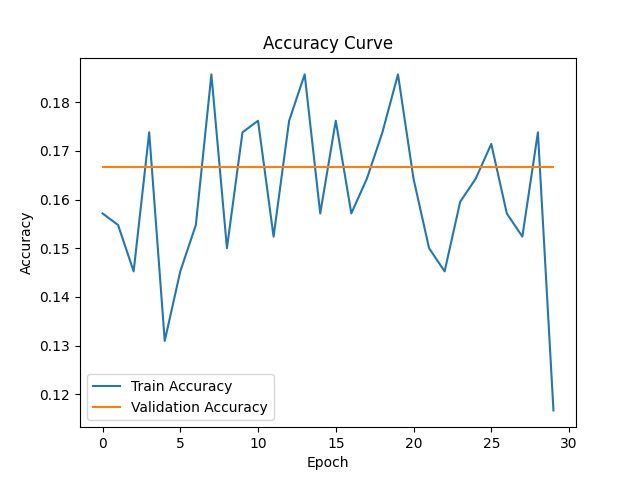 Accuracy Curve
0.18
0.17
0.16
0.15
0.14
0.13
0.12
Accuracy
Train Accuracy
Validation Accuracy
0 5 10 15 20 25 30
Epoch